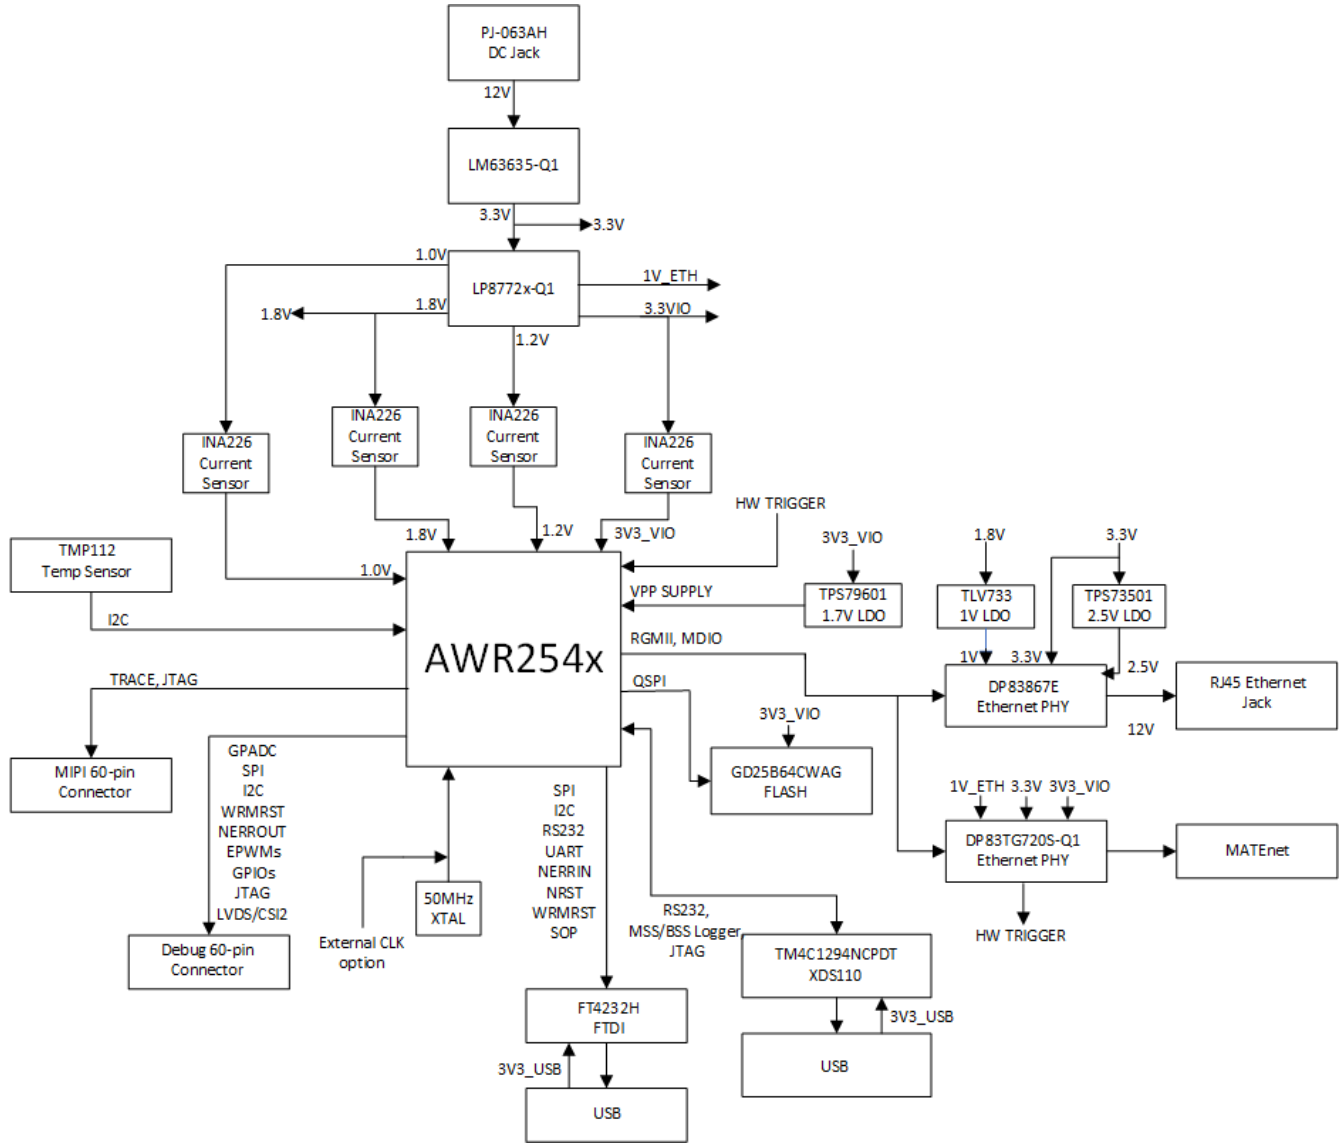 PJ-063AH
DC Jack
12V
LM63635-Q1
3.3V
3.3V
1.0V
LP8772x-Q1
1V_ETH
1.8V
1.8V
3.3VIO
1.2V
INA226
Current
Sensor
INA226
Current
Sensor
INA226
Current
Sensor
INA226
Current
Sensor
HW TRIGGER
1.8V
1.2V
3V3_VIO
3V3_VIO
1.8V
3.3V
TMP112
Temp Sensor
1.0V
VPP SUPPLY
TPS79601
1.7V LDO
TLV733
1V LDO
TPS73501
2.5V LDO
I2C
RGMII, MDIO
AWR254x
1V
3.3V
2.5V
TRACE, JTAG
QSPI
DP83867E
Ethernet PHY
RJ45 Ethernet
Jack
12V
3V3_VIO
MIPI 60-pin
Connector
GPADC
SPI
I2C
WRMRST
NERROUT
EPWMs
GPIOs
JTAG
LVDS/CSI2
GD25B64CWAG
FLASH
1V_ETH
3.3V
3V3_VIO
SPI
I2C
RS232
UART
NERRIN
NRST
WRMRST
SOP
DP83TG720S-Q1
Ethernet PHY
MATEnet
50MHz
XTAL
External CLK
option
RS232,
MSS/BSS Logger,
JTAG
HW TRIGGER
Debug 60-pin
Connector
TM4C1294NCPDT
XDS110
FT4232H
FTDI
3V3_USB
USB
3V3_USB
USB